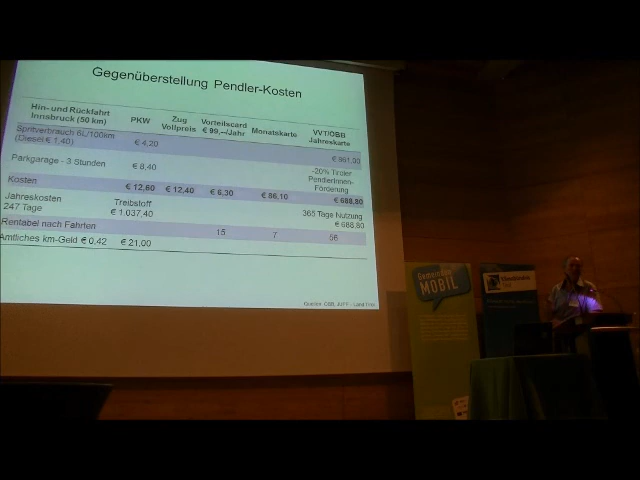 Gegenüberstellung Pendler-Kosten
Hin- und Rückfahrt Innsbruck (50 km) PKW Zug Vollpreis Vorteilscard € 99,--/Jahr Monatskarte VVT/ÖBB Jahreskarte
Spritverbrauch 6L/100km (Diesel € 1,40) € 4,20 € 861,00
Parkgarage - 3 Stunden € 8,40 -20% Tiroler PendlerInnen-Förderung
Kosten € 12,60 € 12,40 € 6,30 € 86,10 € 688,80
Jahreskosten 247 Tage Treibstoff € 1.037,40 365 Tage Nutzung € 688,80
Rentabel nach Fahrten 15 7 56
Amtliches km-Geld € 0,42 € 21,00
MOBIL